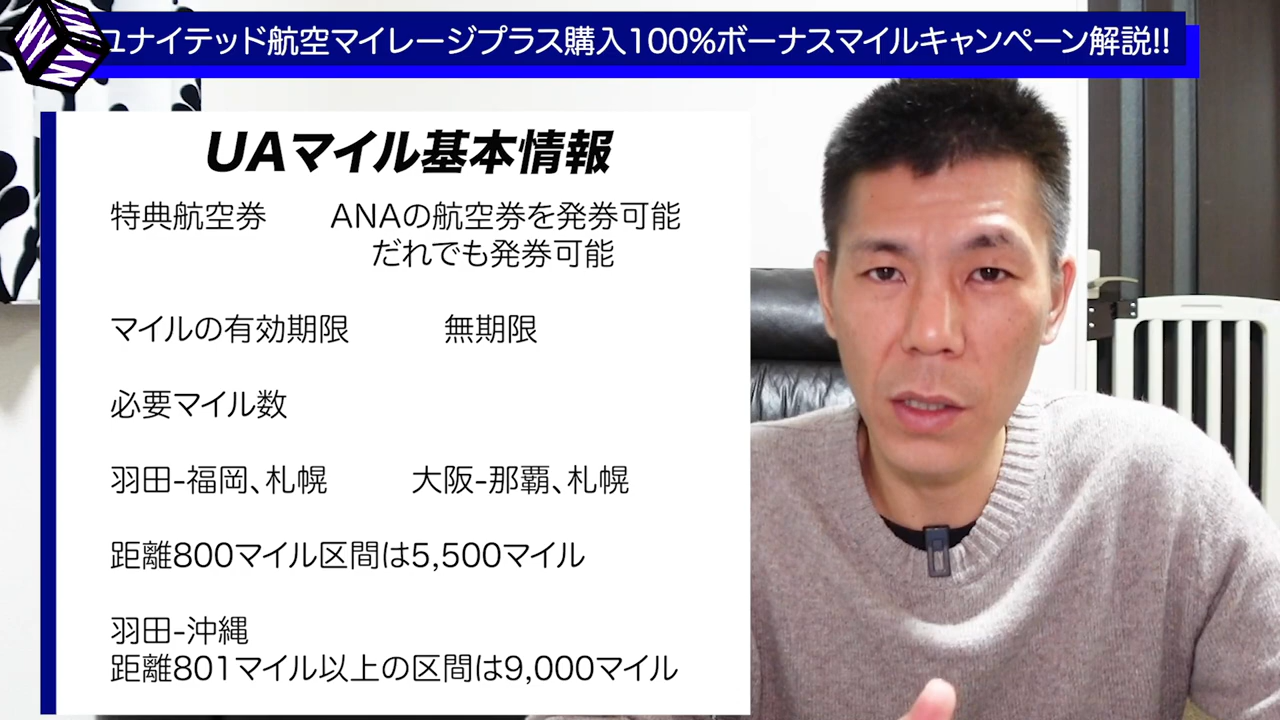 ユナイテッド航空マイレージプラス購入100%ボーナスマイルキャンペーン解説!!
UAマイル基本情報
特典航空券 ANAの航空券を発券可能
だれでも発券可能
マイルの有効期限 無期限
必要マイル数
羽田-福岡、札幌 大阪-那覇、札幌
距離800マイル区間は5,500マイル
羽田-沖縄
距離801マイル以上の区間は9,000マイル